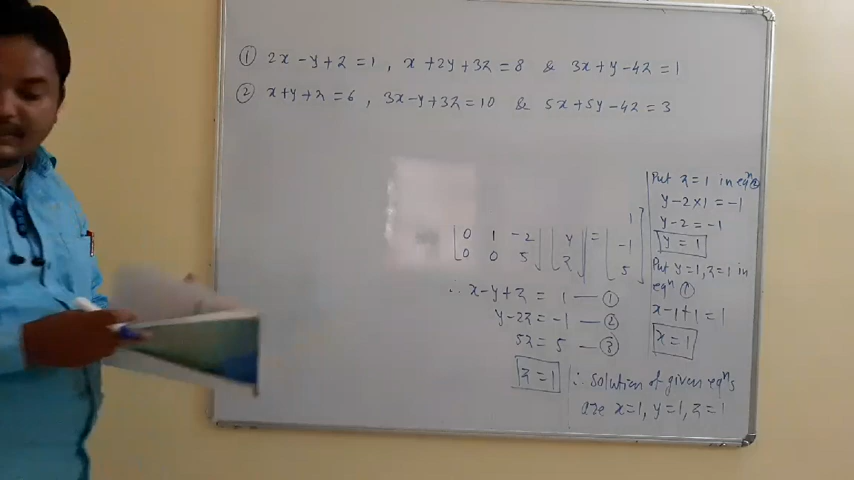 ① 2x - y + z = 1 , x + 2y + 3z = 8 & 3x + y - 4z = 1
② x + y + z = 6 , 3x - y + 3z = 10 & 5x + 5y - 4z = 3
0 1 -2 y = 1
0 0 5 z -1
5
∴ x - y + z = 1 — ①
y - 2z = -1 — ②
5z = 5 — ③
z = 1
Put z = 1 in eqⁿ ②
y - 2×1 = -1
y - 2 = -1
y = 1
Put y = 1, z = 1 in
eqⁿ ①
x - 1 + 1 = 1
x = 1
∴ Solution of given eqⁿs
are x = 1, y = 1, z = 1